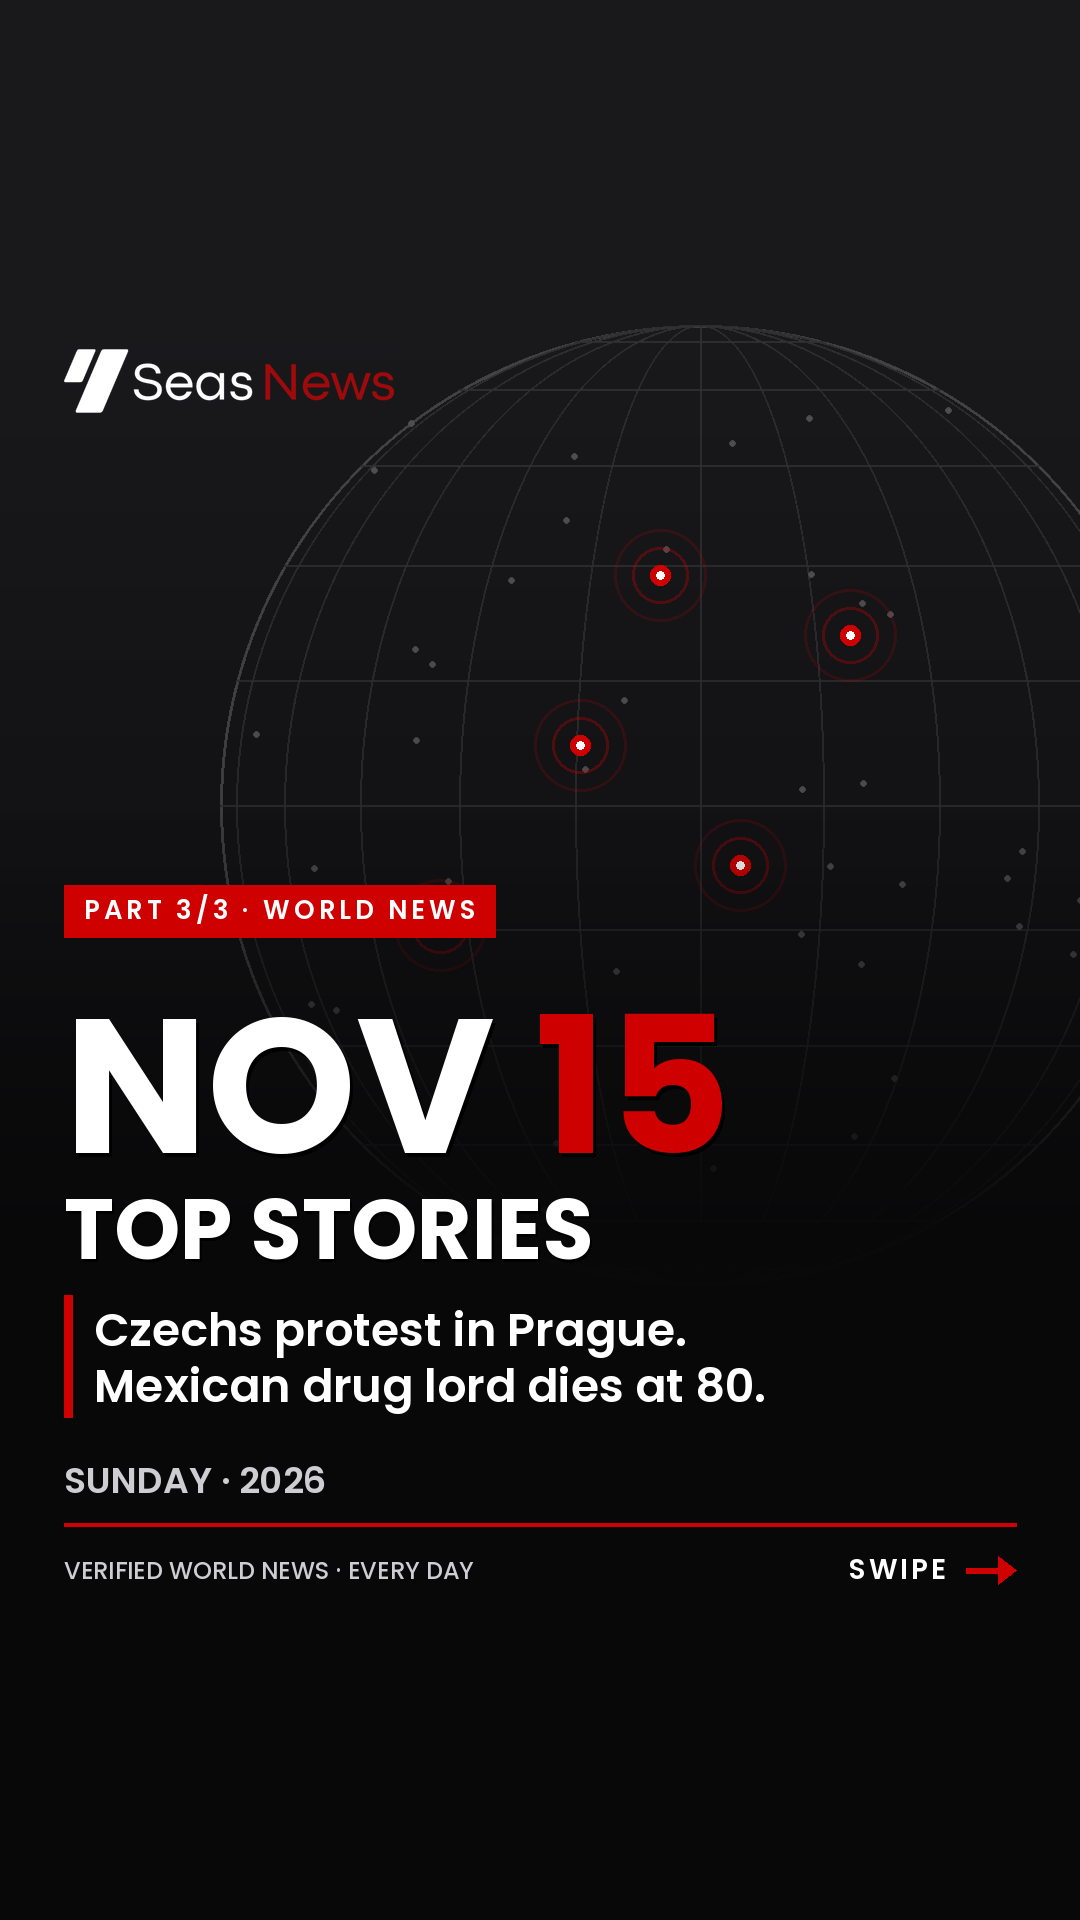 Seas News
PART 3/3 · WORLD NEWS
NOV 15
TOP STORIES
Czechs protest in Prague.
Mexican drug lord dies at 80.
SUNDAY · 2026
VERIFIED WORLD NEWS · EVERY DAY
SWIPE